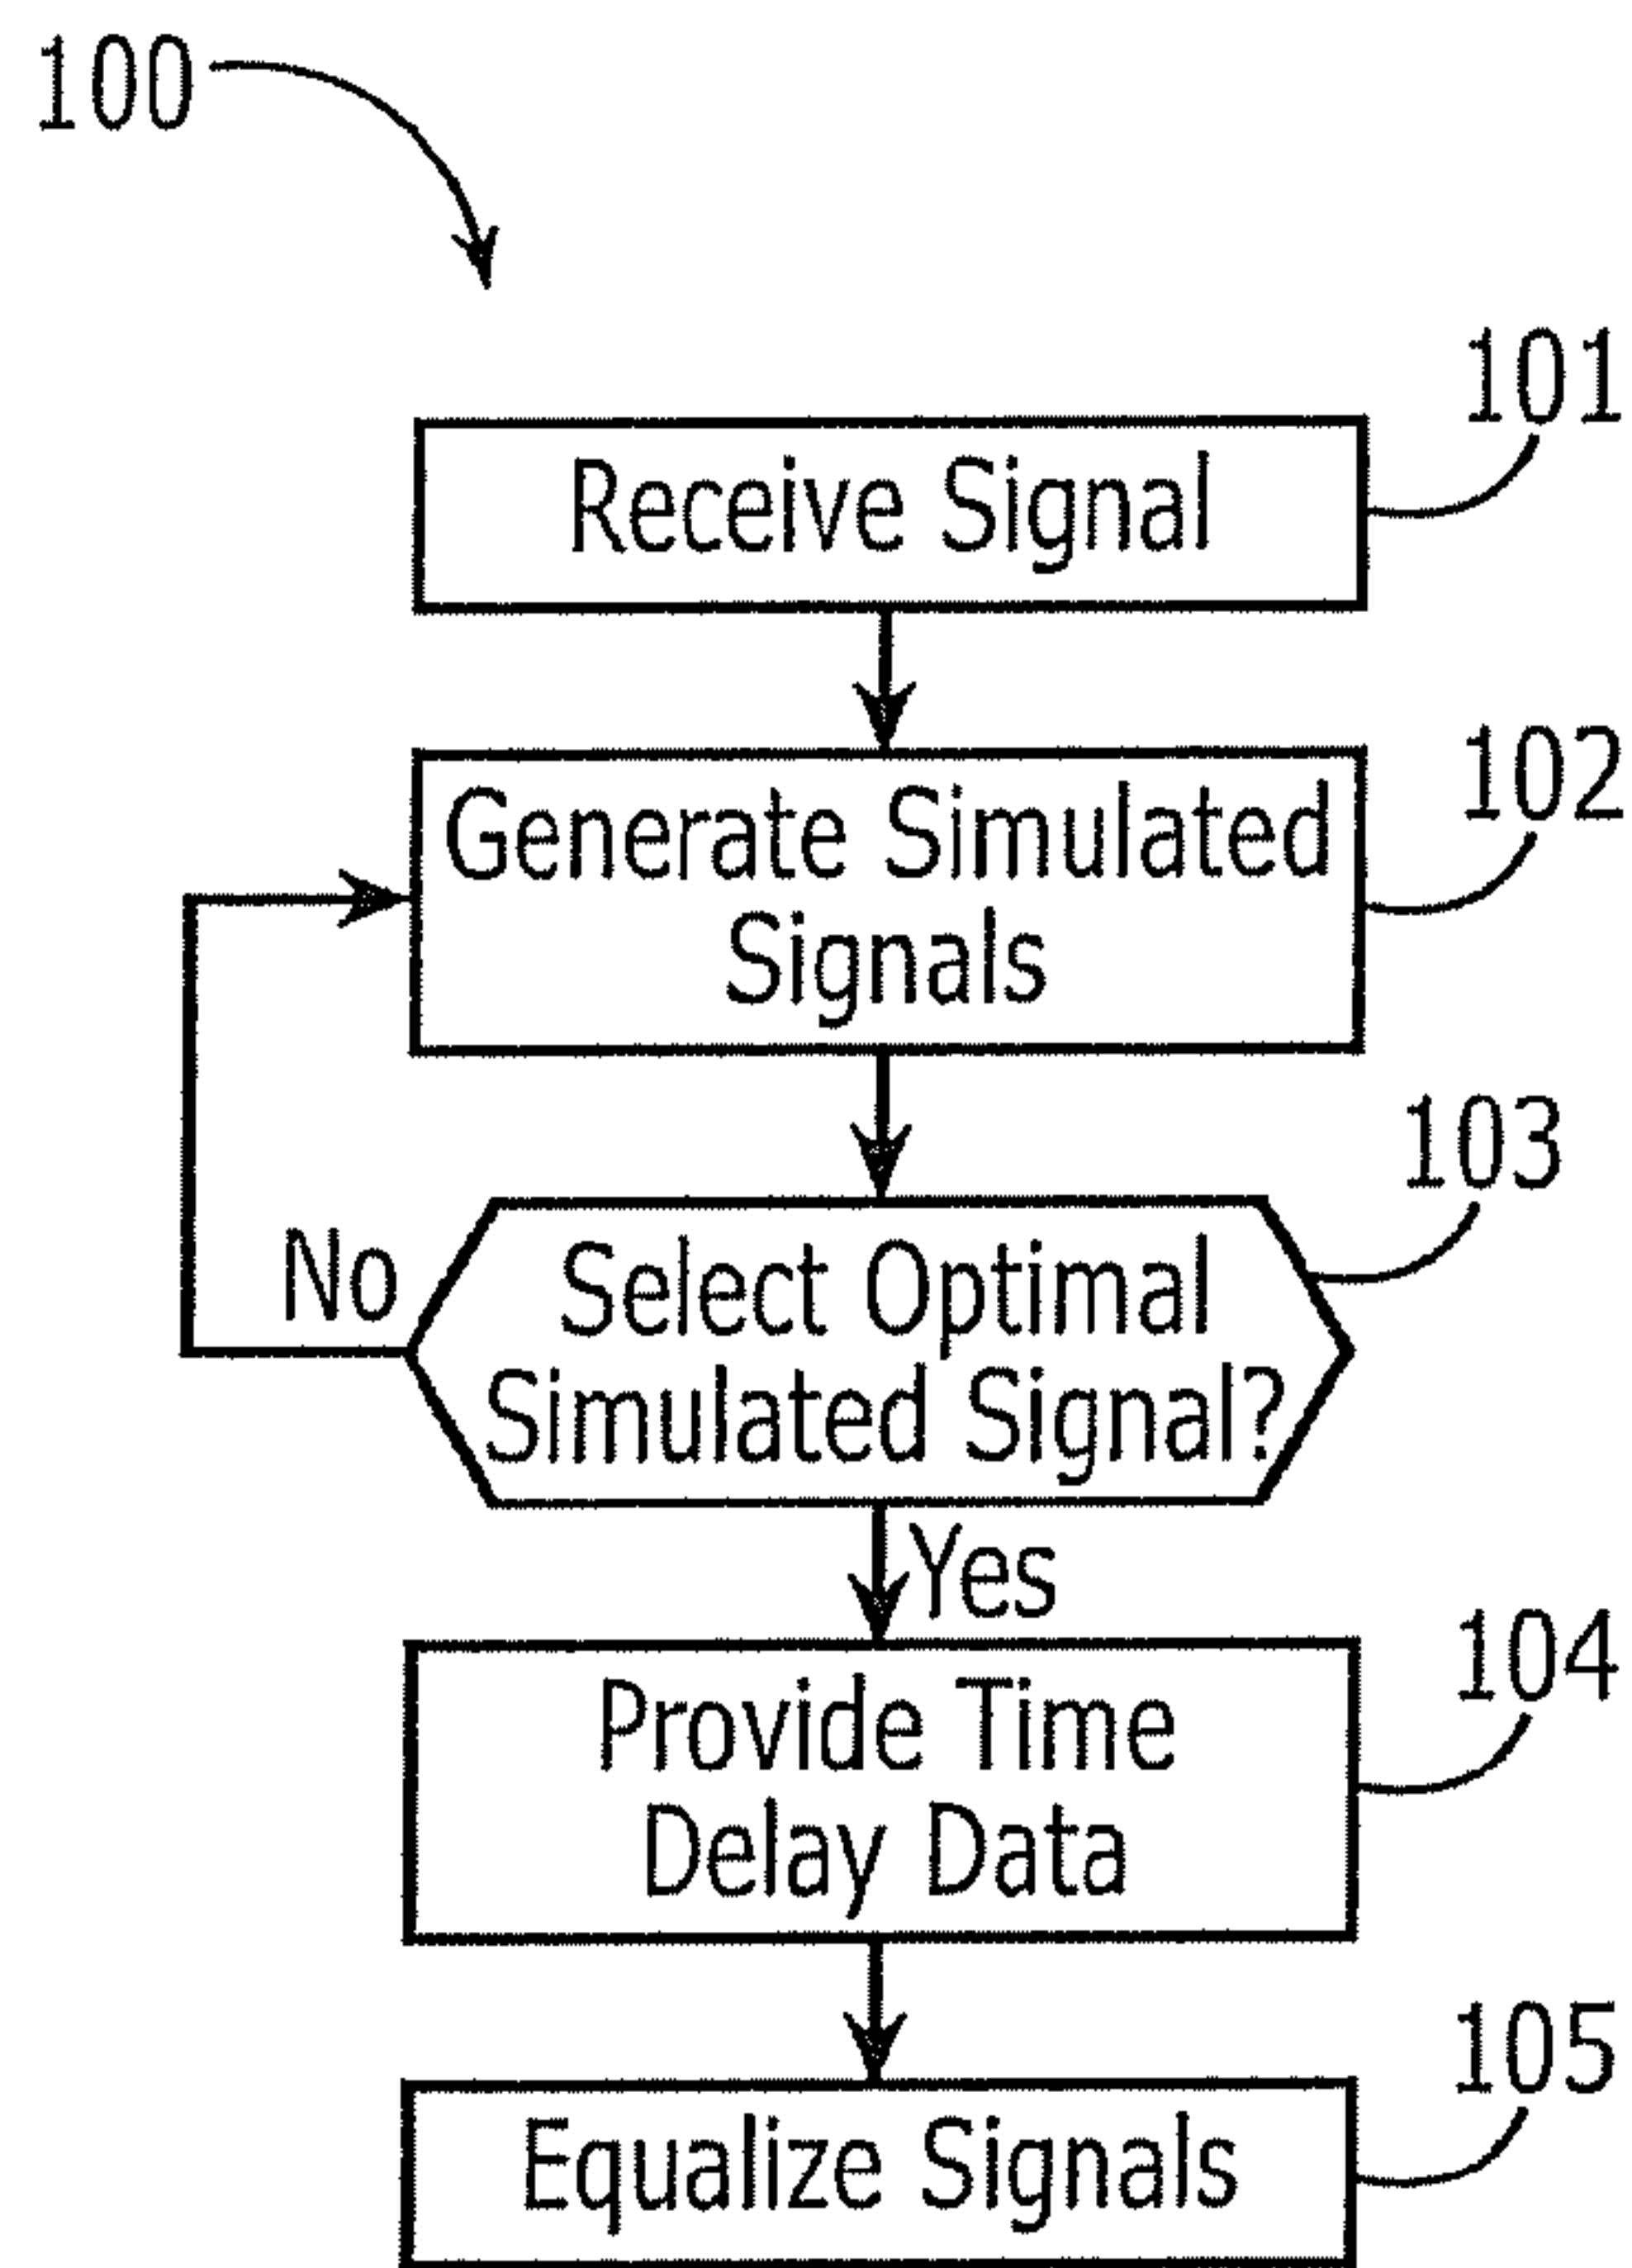 100
101
Receive Signal
102
Generate Simulated
Signals
103
No
Select Optimal
Simulated Signal?
Yes
104
Provide Time
Delay Data
105
Equalize Signals